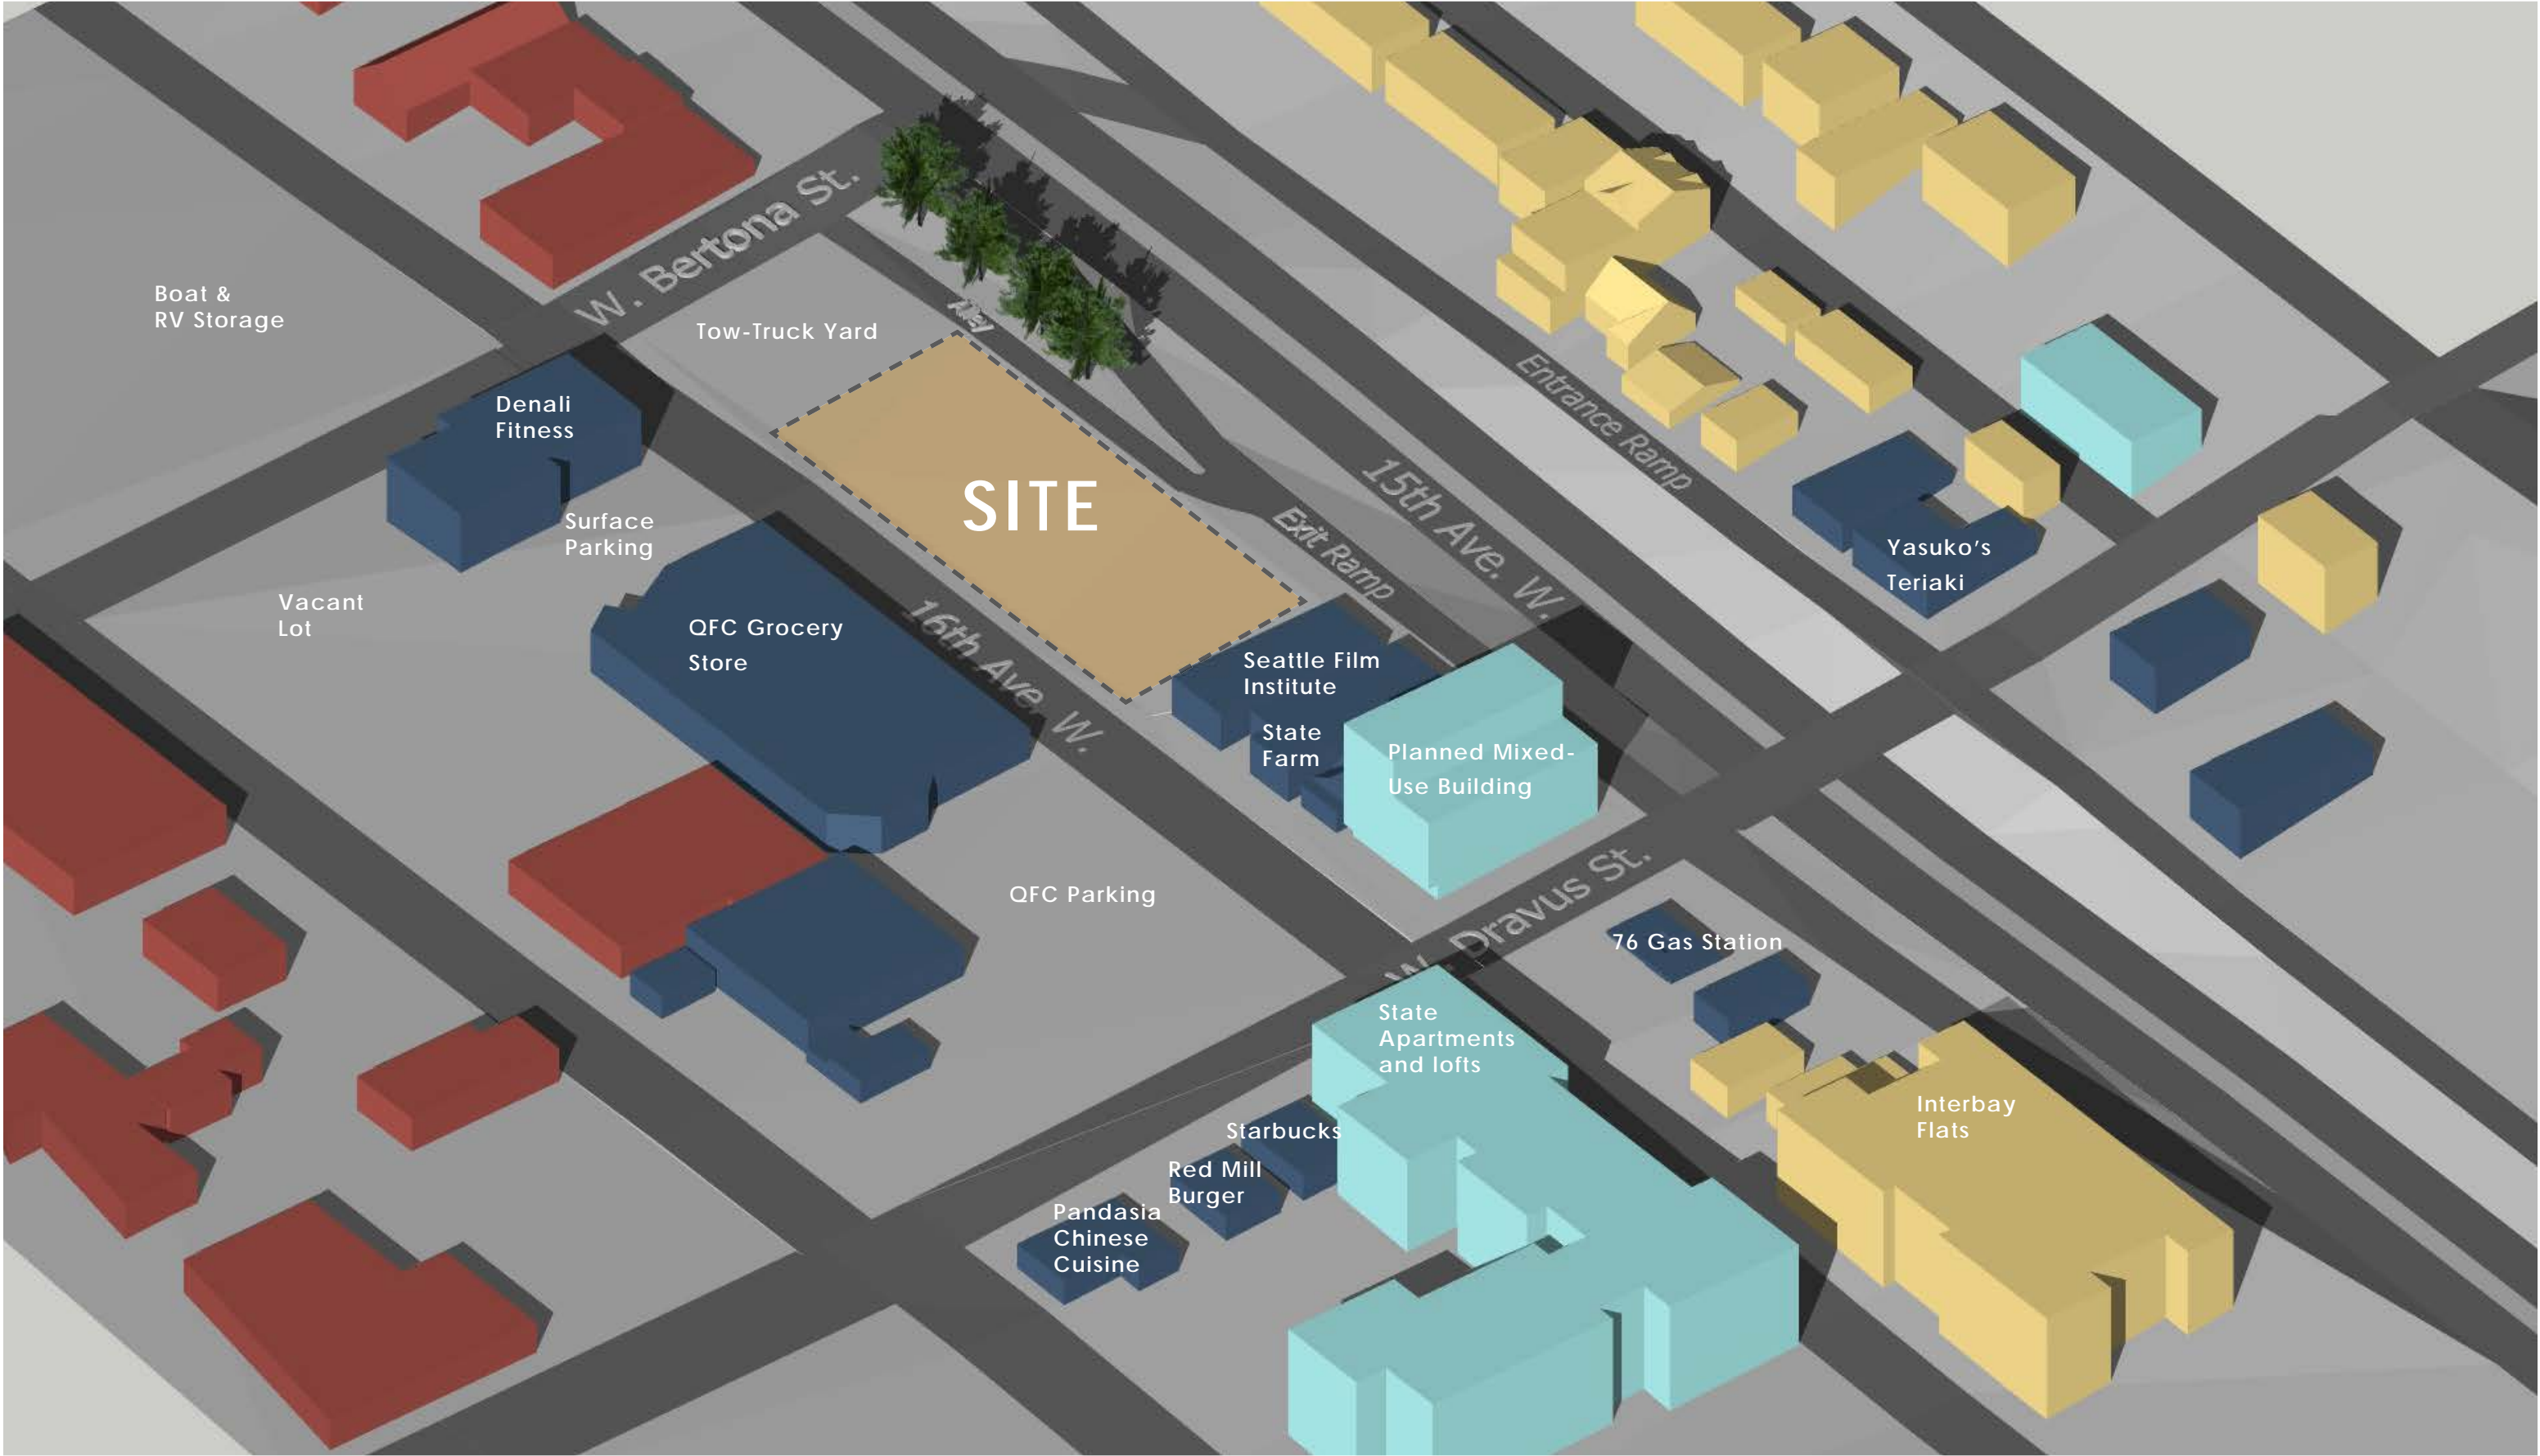 W. Bertona St.
Boat &
RV Storage
Tow-Truck Yard
Alley
Denali
Fitness
Entrance Ramp
SITE
15th Ave. W.
Exit Ramp
Surface
Parking
Yasuko’s
Teriaki
Vacant
Lot
QFC Grocery
Store
16th Ave. W.
Seattle Film
Institute
State
Farm
Planned Mixed-
Use Building
QFC Parking
W. Dravus St.
76 Gas Station
State
Apartments
and lofts
Interbay
Flats
Starbucks
Red Mill
Burger
Pandasia
Chinese
Cuisine